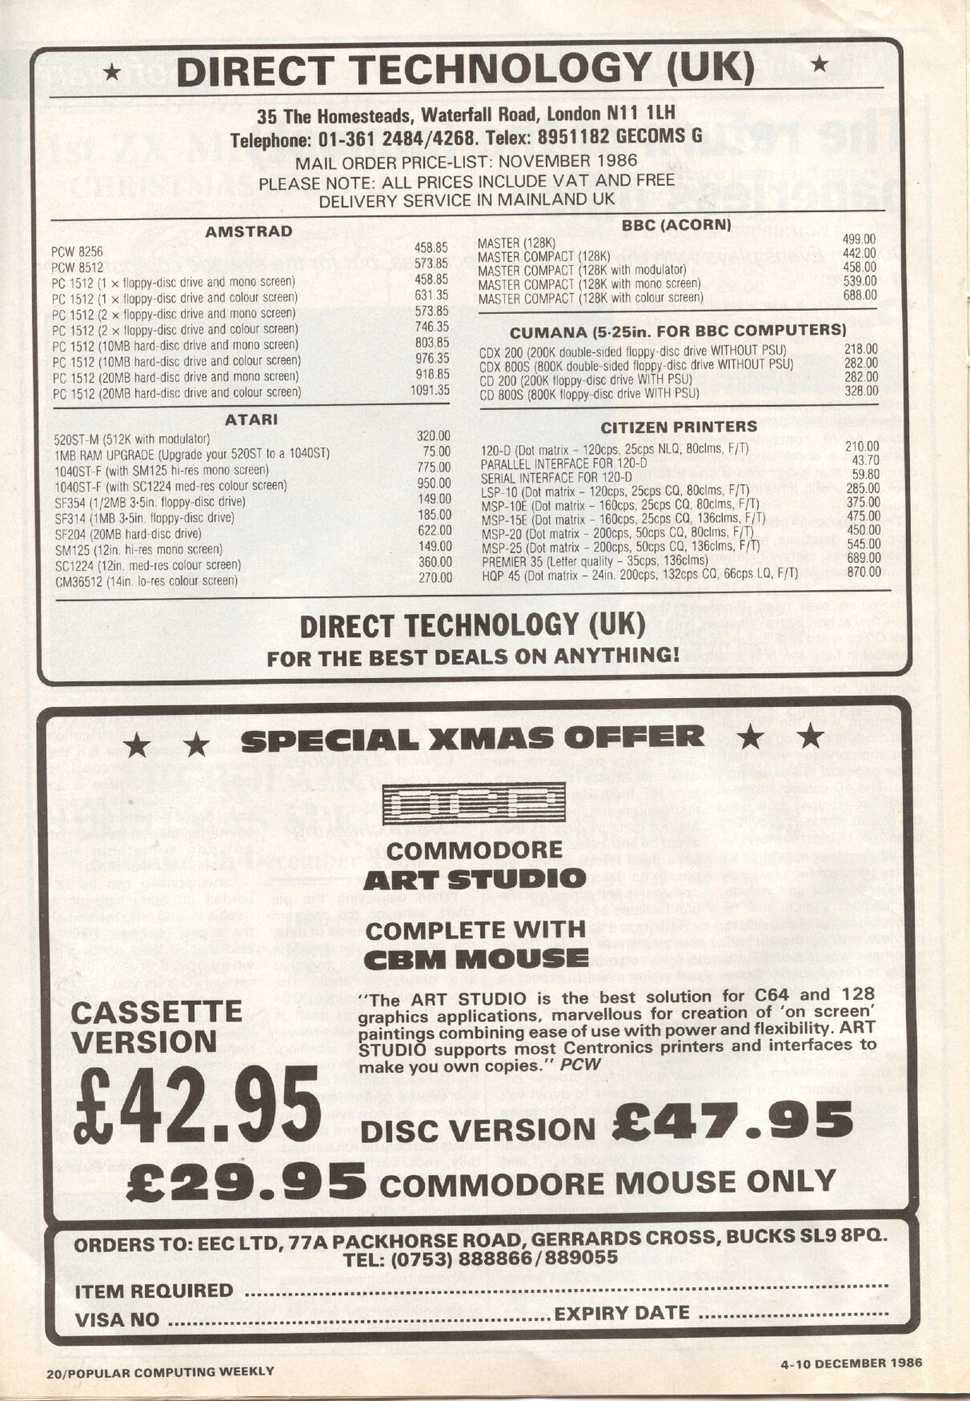 ★ DIRECT TECHNOLOGY (UK) ★
35 The Homesteads, Waterfall Road, London N11 1LH
Telephone: 01-361 2484/4268. Telex: 8951182 GECOMS G
MAIL ORDER PRICE-LIST: NOVEMBER 1986
PLEASE NOTE: ALL PRICES INCLUDE VAT AND FREE
DELIVERY SERVICE IN MAINLAND UK
AMSTRAD
PCW 8256 458.85
PCW 8512 573.85
PC 1512 (1 × floppy-disc drive and mono screen) 458.85
PC 1512 (1 × floppy-disc drive and colour screen) 631.35
PC 1512 (2 × floppy-disc drive and mono screen) 573.85
PC 1512 (2 × floppy-disc drive and colour screen) 746.35
PC 1512 (10MB hard-disc drive and mono screen) 803.85
PC 1512 (10MB hard-disc drive and colour screen) 976.35
PC 1512 (20MB hard-disc drive and mono screen) 918.85
PC 1512 (20MB hard-disc drive and colour screen) 1091.35
ATARI
520ST-M (512K with modulator) 320.00
1MB RAM UPGRADE (Upgrade your 520ST to a 1040ST) 75.00
1040ST-F (with SM125 hi-res mono screen) 775.00
1040ST-F (with SC1224 med-res colour screen) 950.00
SF354 (1/2MB 3·5in. floppy-disc drive) 149.00
SF314 (1MB 3·5in. floppy-disc drive) 185.00
SF204 (20MB hard-disc drive) 622.00
SM125 (12in. hi-res mono screen) 149.00
SC1224 (12in. med-res colour screen) 360.00
CM36512 (14in. lo-res colour screen) 270.00
BBC (ACORN)
MASTER (128K) 499.00
MASTER COMPACT (128K) 442.00
MASTER COMPACT (128K with modulator) 458.00
MASTER COMPACT (128K with mono screen) 539.00
MASTER COMPACT (128K with colour screen) 688.00
CUMANA (5·25in. FOR BBC COMPUTERS)
CDX 200 (200K double-sided floppy-disc drive WITHOUT PSU) 218.00
CDX 800S (800K double-sided floppy-disc drive WITHOUT PSU) 282.00
CD 200 (200K floppy-disc drive WITH PSU) 282.00
CD 800S (800K floppy-disc drive WITH PSU) 328.00
CITIZEN PRINTERS
120-D (Dot matrix – 120cps, 25cps NLQ, 80clms, F/T) 210.00
PARALLEL INTERFACE FOR 120-D 43.70
SERIAL INTERFACE FOR 120-D 59.80
LSP-10 (Dot matrix – 120cps, 25cps CQ, 80clms, F/T) 285.00
MSP-10E (Dot matrix – 160cps, 25cps CQ, 80clms, F/T) 375.00
MSP-15E (Dot matrix – 160cps, 25cps CQ, 136clms, F/T) 475.00
MSP-20 (Dot matrix – 200cps, 50cps CQ, 80clms, F/T) 450.00
MSP-25 (Dot matrix – 200cps, 50cps CQ, 136clms, F/T) 545.00
PREMIER 35 (Letter quality – 35cps, 136clms) 689.00
HQP 45 (Dot matrix – 24in. 200cps, 132cps CQ, 66cps LQ, F/T) 870.00
DIRECT TECHNOLOGY (UK)
FOR THE BEST DEALS ON ANYTHING!
★ ★ SPECIAL XMAS OFFER ★ ★
OCP
COMMODORE
ART STUDIO
COMPLETE WITH
CBM MOUSE
CASSETTE
VERSION
£42.95
"The ART STUDIO is the best solution for C64 and 128
graphics applications, marvellous for creation of 'on screen'
paintings combining ease of use with power and flexibility. ART
STUDIO supports most Centronics printers and interfaces to
make you own copies." PCW
DISC VERSION £47.95
£29.95 COMMODORE MOUSE ONLY
ORDERS TO: EEC LTD, 77A PACKHORSE ROAD, GERRARDS CROSS, BUCKS SL9 8PQ.
TEL: (0753) 888866/889055
ITEM REQUIRED
VISA NO EXPIRY DATE
20/POPULAR COMPUTING WEEKLY
4-10 DECEMBER 1986